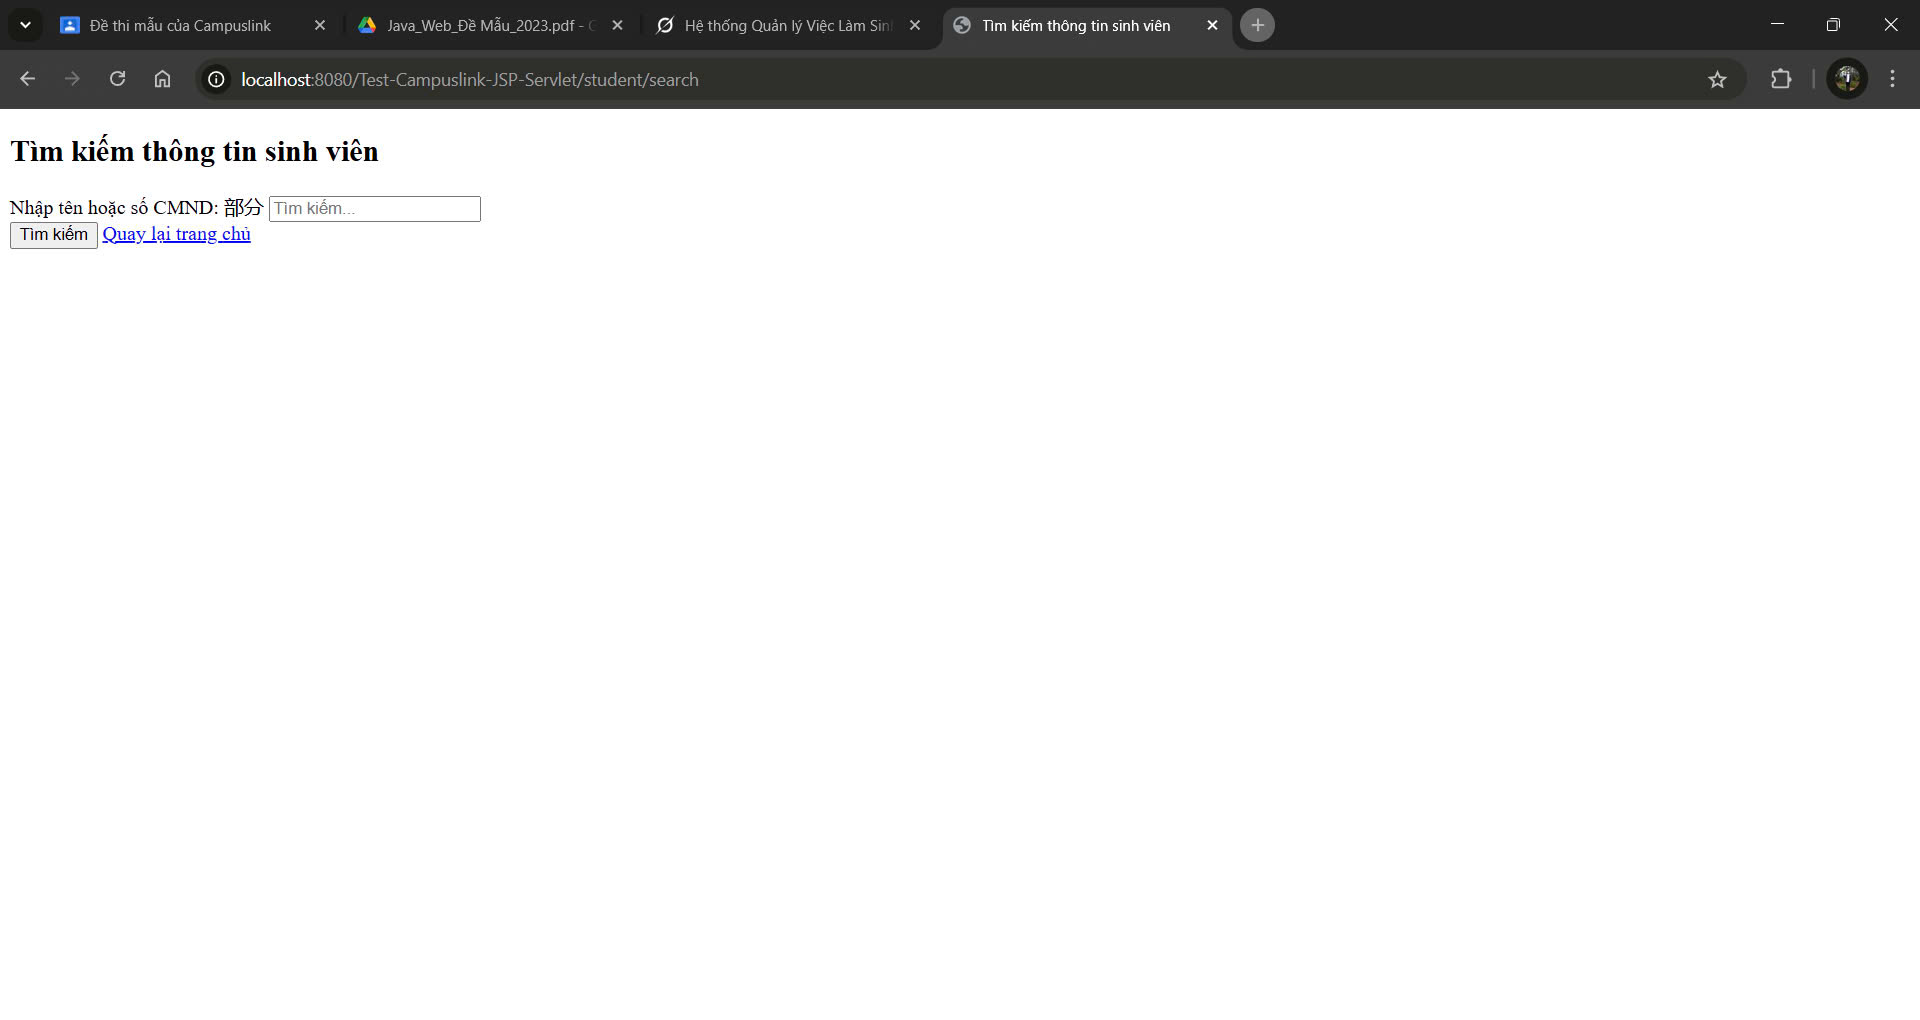 Đề thi mẫu của Campuslink
Java_Web_Đề Mẫu_2023.pdf - G
Hệ thống Quản lý Việc Làm Sin
Tìm kiếm thông tin sinh viên
localhost:8080/Test-Campuslink-JSP-Servlet/student/search
Tìm kiếm thông tin sinh viên
Nhập tên hoặc số CMND: 部分 Tìm kiếm...
Tìm kiếm Quay lại trang chủ